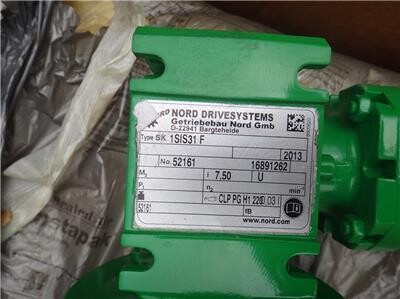 NORD DRIVESYSTEMS
Getriebebau Nord Gmb
D-22941 Bargteheide
Type SK 1SIS31 F
2013
No. 52161 16891262
M₂ i 7.50 U
P₁ n₂ min⁻¹
CLP PG H1 220
52161 fB
www.nord.com